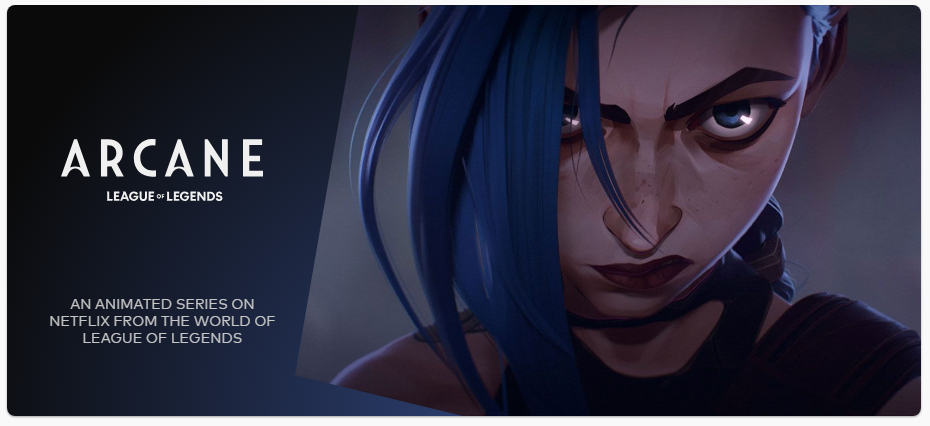 ARCANE
LEAGUE OF LEGENDS
AN ANIMATED SERIES ON
NETFLIX FROM THE WORLD OF
LEAGUE OF LEGENDS